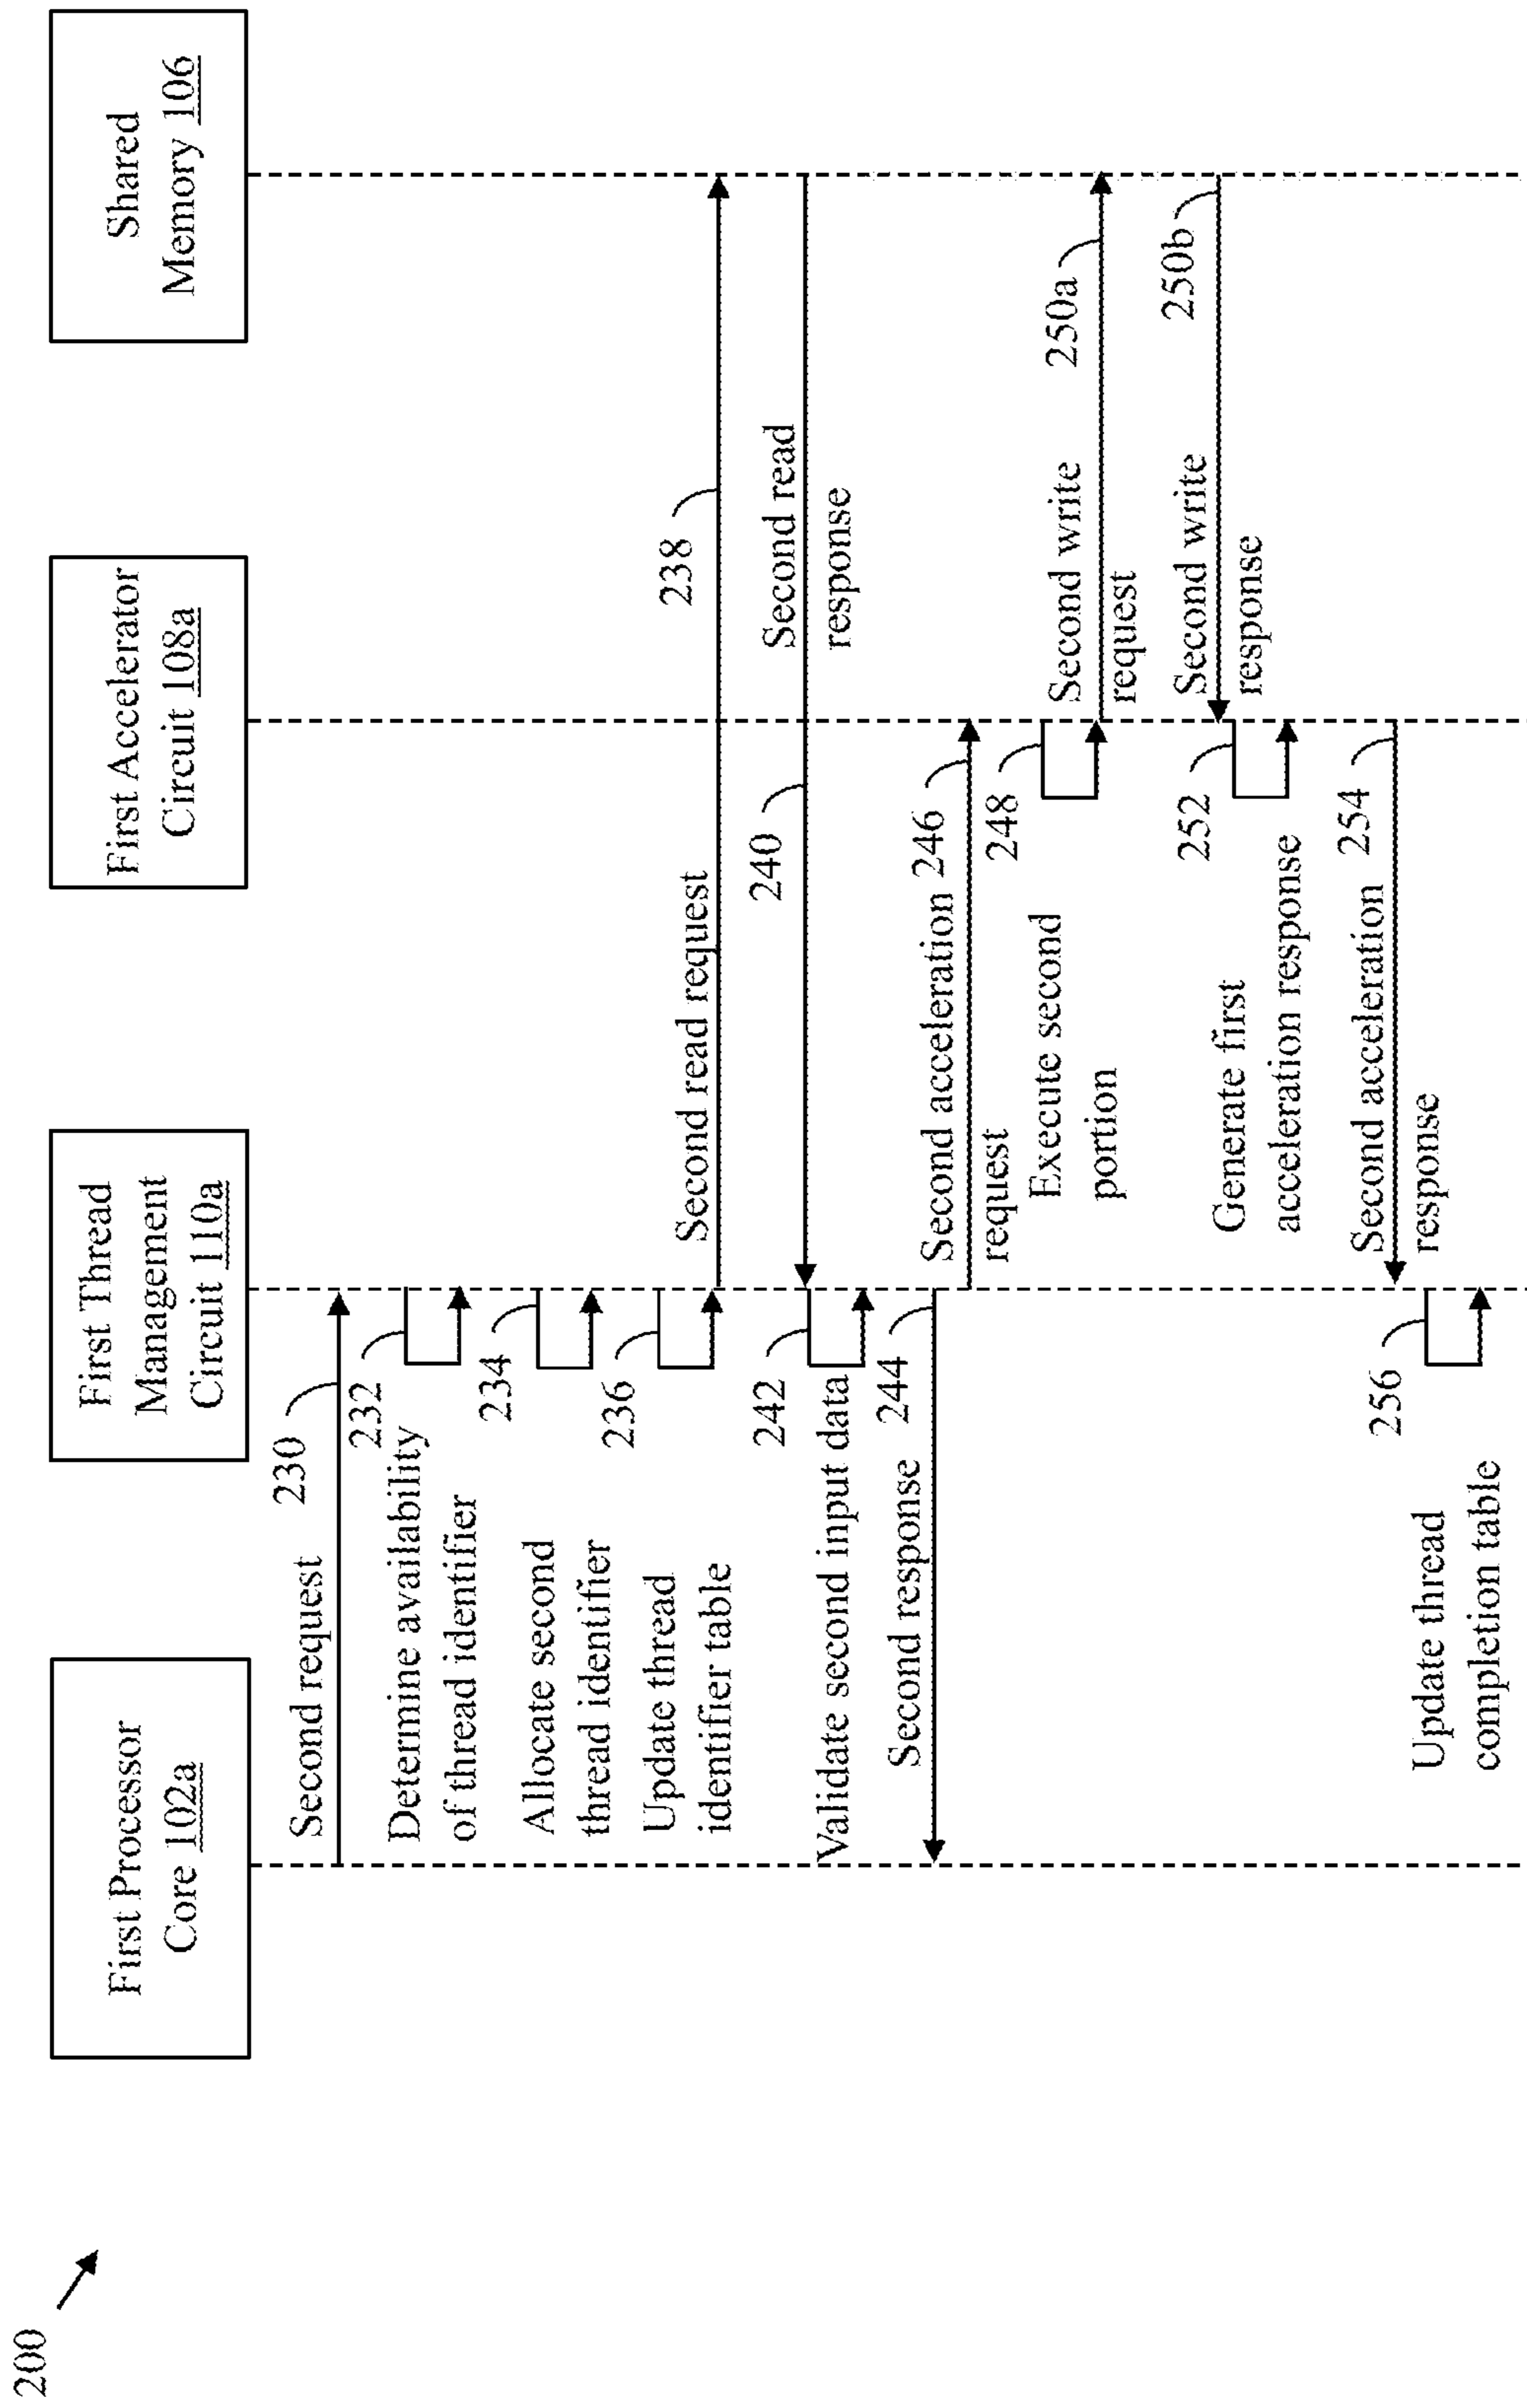 200
First Processor
Core 102a
First Thread
Management
Circuit 110a
First Accelerator
Circuit 108a
Shared
Memory 106
Second request
230
232
Determine availability
of thread identifier
234
Allocate second
thread identifier
236
Update thread
identifier table
Second read request
238
240
Second read
response
242
Validate second input data
244
Second response
Second acceleration
request
246
248
Execute second
portion
Second write
request
250a
Second write
response
250b
252
Generate first
acceleration response
254
Second acceleration
response
256
Update thread
completion table